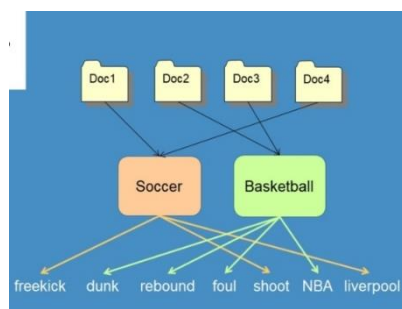 Doc1 Doc2 Doc3 Doc4
Soccer Basketball
freekick dunk rebound foul shoot NBA liverpool